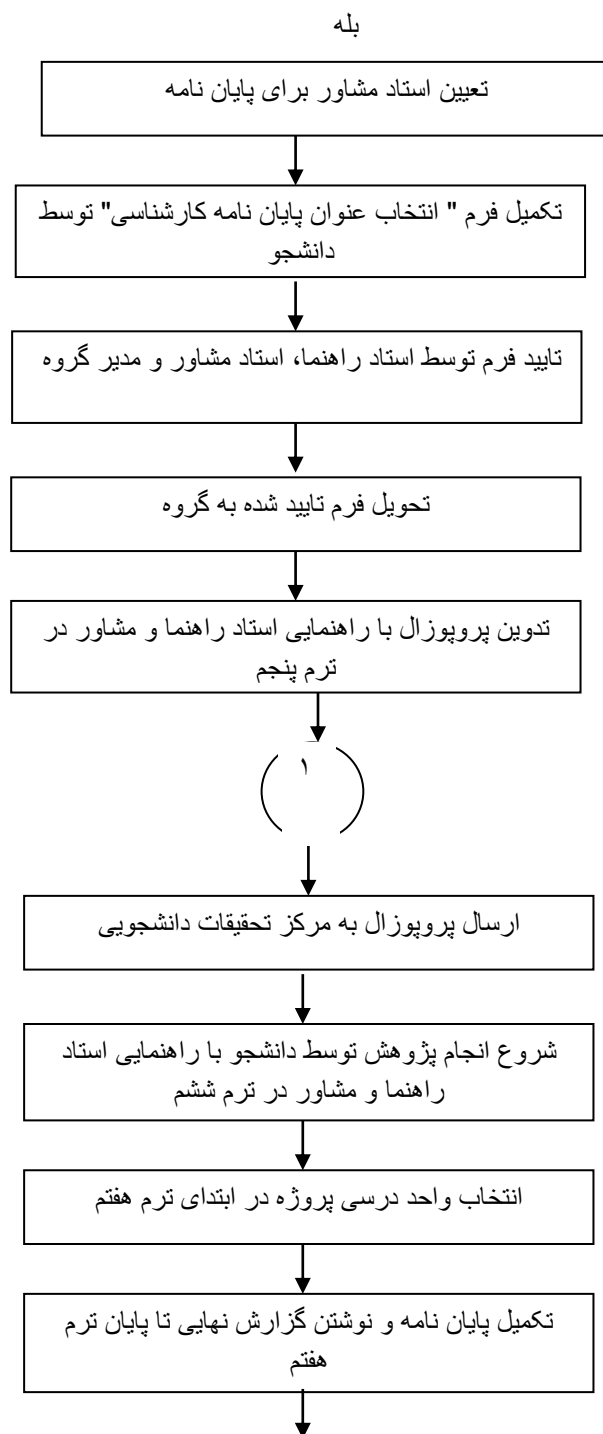 بله
تعیین استاد مشاور برای پایان نامه
تکمیل فرم " انتخاب عنوان پایان نامه کارشناسی" توسط
دانشجو
تایید فرم توسط استاد راهنما، استاد مشاور و مدیر گروه
تحویل فرم تایید شده به گروه
تدوین پروپوزال با راهنمایی استاد راهنما و مشاور در
ترم پنجم
۱
ارسال پروپوزال به مرکز تحقیقات دانشجویی
شروع انجام پژوهش توسط دانشجو با راهنمایی استاد
راهنما و مشاور در ترم ششم
انتخاب واحد درسی پروژه در ابتدای ترم هفتم
تکمیل پایان نامه و نوشتن گزارش نهایی تا پایان ترم
هفتم